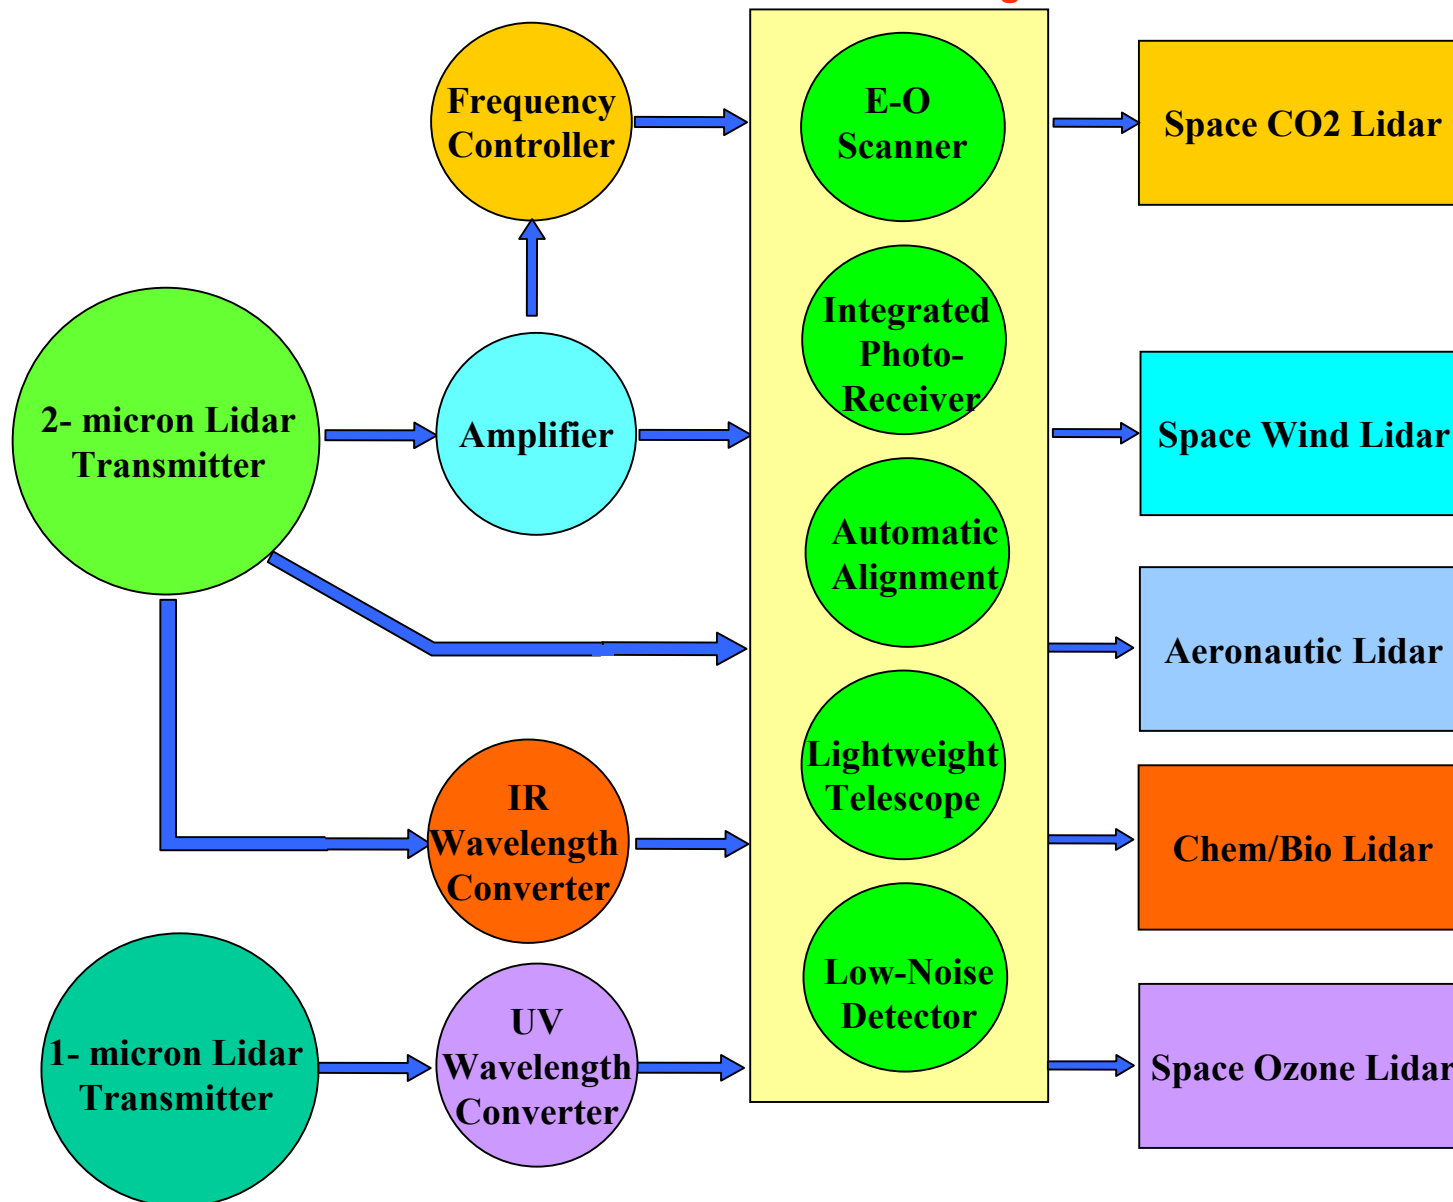 Frequency
Controller
E-O
Scanner
Space CO2 Lidar
Integrated
Photo-
Receiver
2- micron Lidar
Transmitter
Amplifier
Space Wind Lidar
Automatic
Alignment
Aeronautic Lidar
Lightweight
Telescope
IR
Wavelength
Converter
Chem/Bio Lidar
Low-Noise
Detector
1- micron Lidar
Transmitter
UV
Wavelength
Converter
Space Ozone Lidar